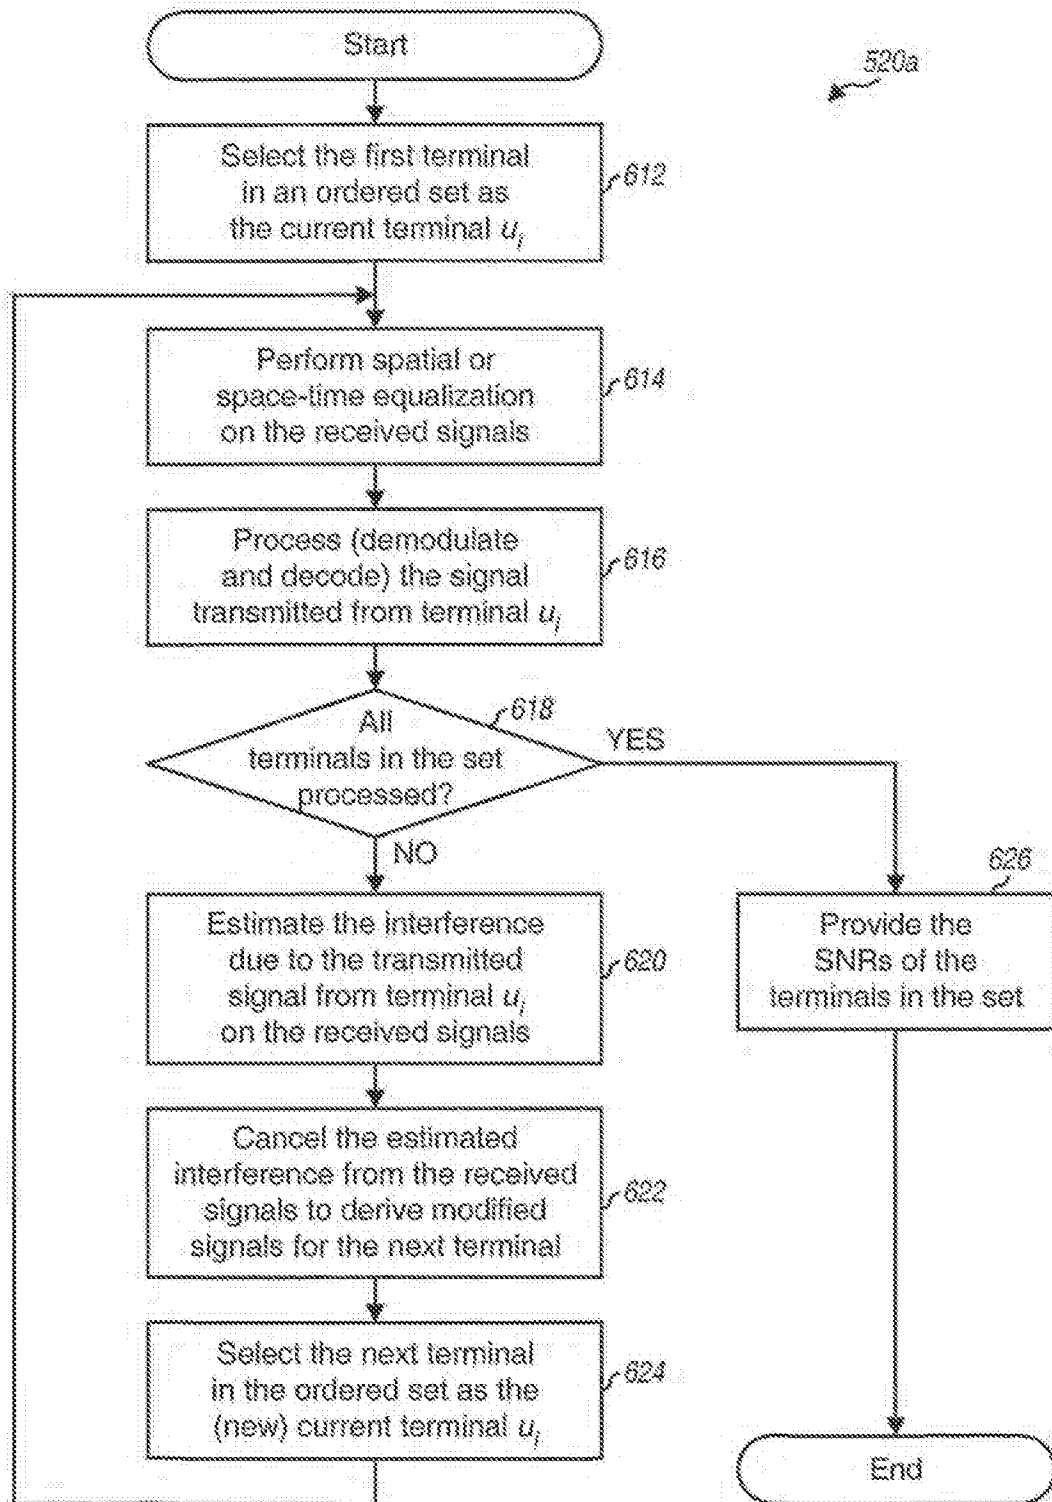 Start
520a
Select the first terminal
in an ordered set as
the current terminal u_i
612
Perform spatial or
space-time equalization
on the received signals
614
Process (demodulate
and decode) the signal
transmitted from terminal u_i
616
All
terminals in the set
processed?
618
YES
NO
Estimate the interference
due to the transmitted
signal from terminal u_i
on the received signals
620
626
Provide the
SNRs of the
terminals in the set
Cancel the estimated
interference from the received
signals to derive modified
signals for the next terminal
622
Select the next terminal
in the ordered set as the
(new) current terminal u_i
624
End